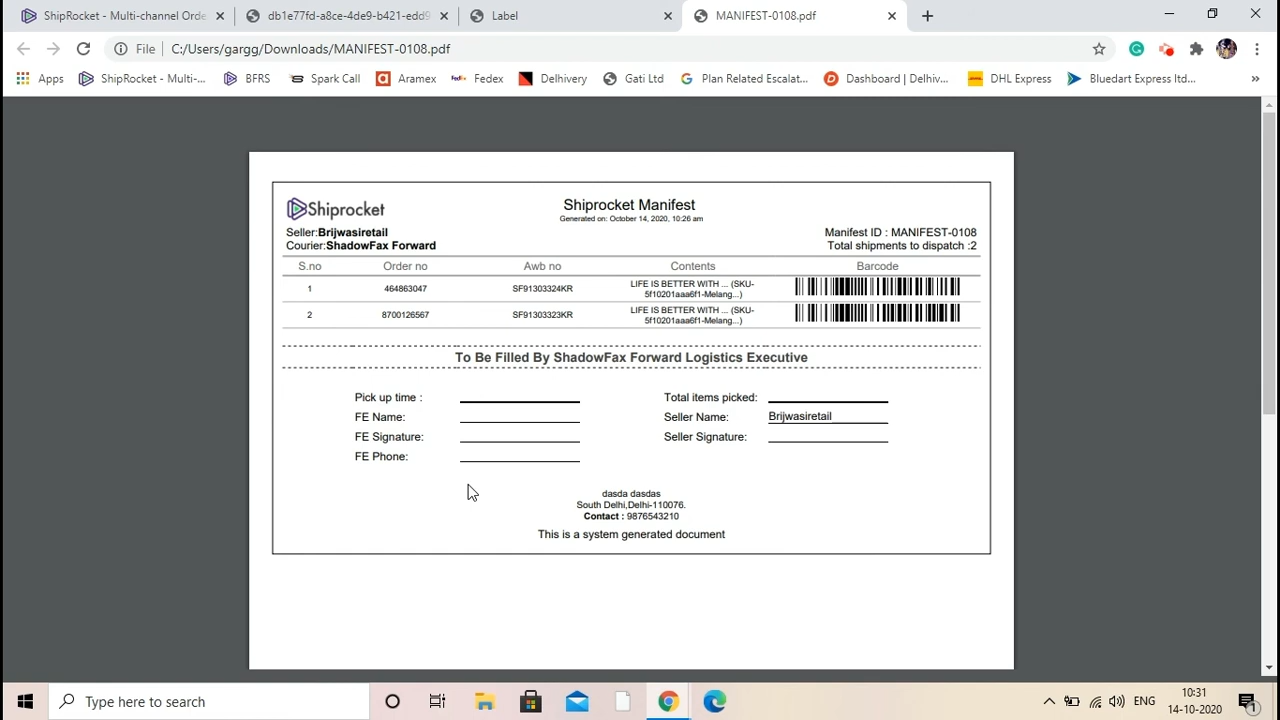 ShipRocket - Multi-channel Orde
db1e77fd-a8ce-4de9-b421-edd9
Label
MANIFEST-0108.pdf
File | C:/Users/gargg/Downloads/MANIFEST-0108.pdf
Apps ShipRocket - Multi-... BFRS Spark Call Aramex Fedex Delhivery Gati Ltd Plan Related Escalat... Dashboard | Delhiv... DHL Express Bluedart Express ltd... »
Shiprocket
Shiprocket Manifest
Generated on: October 14, 2020, 10:26 am
Seller:Brijwasiretail Manifest ID : MANIFEST-0108
Courier:ShadowFax Forward Total shipments to dispatch :2
S.no Order no Awb no Contents Barcode
1 464863047 SF91303324KR LIFE IS BETTER WITH ... (SKU-
5f10201aaa6f1-Melang...)
2 8700126567 SF91303323KR LIFE IS BETTER WITH ... (SKU-
5f10201aaa6f1-Melang...)
To Be Filled By ShadowFax Forward Logistics Executive
Pick up time : Total items picked:
FE Name: Seller Name: Brijwasiretail
FE Signature: Seller Signature:
FE Phone:
dasda dasdas
South Delhi,Delhi-110076.
Contact : 9876543210
This is a system generated document
Type here to search
ENG
10:31
14-10-2020
1